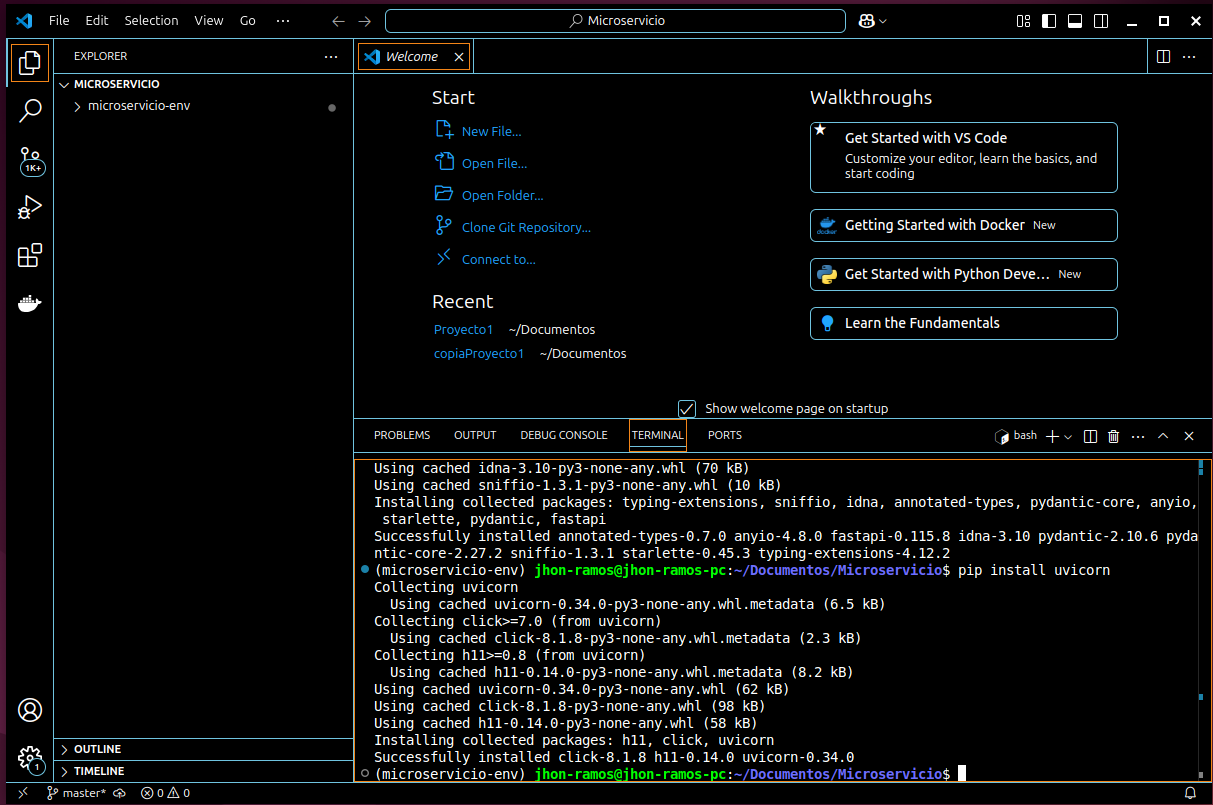 File Edit Selection View Go ··· Microservicio
EXPLORER ···
MICROSERVICIO
microservicio-env
1K+
1
OUTLINE
TIMELINE
Welcome
Start
New File...
Open File...
Open Folder...
Clone Git Repository...
Connect to...
Recent
Proyecto1 ~/Documentos
copiaProyecto1 ~/Documentos
Walkthroughs
Get Started with VS Code
Customize your editor, learn the basics, and
start coding
docker
Getting Started with Docker New
Get Started with Python Deve... New
Learn the Fundamentals
Show welcome page on startup
PROBLEMS OUTPUT DEBUG CONSOLE TERMINAL PORTS bash
Using cached idna-3.10-py3-none-any.whl (70 kB)
Using cached sniffio-1.3.1-py3-none-any.whl (10 kB)
Installing collected packages: typing-extensions, sniffio, idna, annotated-types, pydantic-core, anyio,
starlette, pydantic, fastapi
Successfully installed annotated-types-0.7.0 anyio-4.8.0 fastapi-0.115.8 idna-3.10 pydantic-2.10.6 pyda
ntic-core-2.27.2 sniffio-1.3.1 starlette-0.45.3 typing-extensions-4.12.2
(microservicio-env) jhon-ramos@jhon-ramos-pc:~/Documentos/Microservicio$ pip install uvicorn
Collecting uvicorn
Using cached uvicorn-0.34.0-py3-none-any.whl.metadata (6.5 kB)
Collecting click>=7.0 (from uvicorn)
Using cached click-8.1.8-py3-none-any.whl.metadata (2.3 kB)
Collecting h11>=0.8 (from uvicorn)
Using cached h11-0.14.0-py3-none-any.whl.metadata (8.2 kB)
Using cached uvicorn-0.34.0-py3-none-any.whl (62 kB)
Using cached click-8.1.8-py3-none-any.whl (98 kB)
Using cached h11-0.14.0-py3-none-any.whl (58 kB)
Installing collected packages: h11, click, uvicorn
Successfully installed click-8.1.8 h11-0.14.0 uvicorn-0.34.0
(microservicio-env) jhon-ramos@jhon-ramos-pc:~/Documentos/Microservicio$
master* 0 0